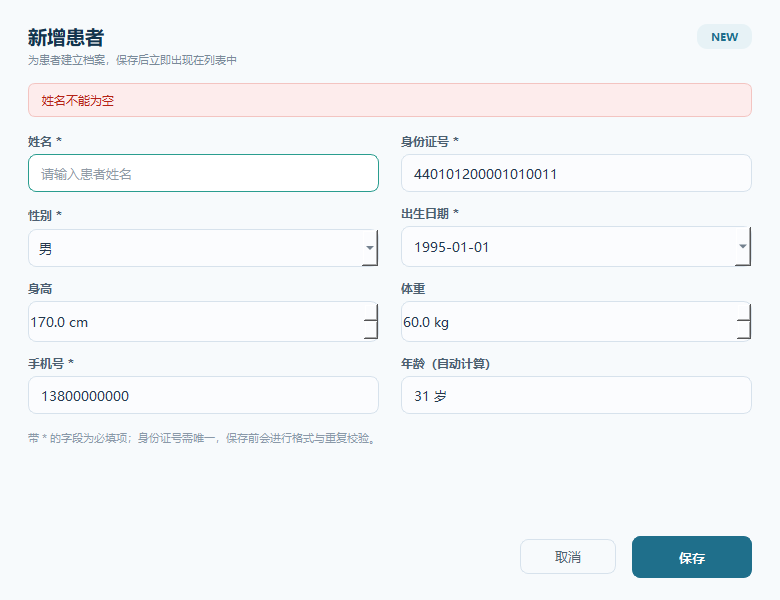 新增患者
NEW
为患者建立档案，保存后立即出现在列表中
姓名不能为空
姓名 *
身份证号 *
请输入患者姓名
440101200001010011
性别 *
出生日期 *
男
1995-01-01
身高
体重
170.0 cm
60.0 kg
手机号 *
年龄（自动计算）
13800000000
31 岁
带 * 的字段为必填项；身份证号需唯一，保存前会进行格式与重复校验。
取消
保存